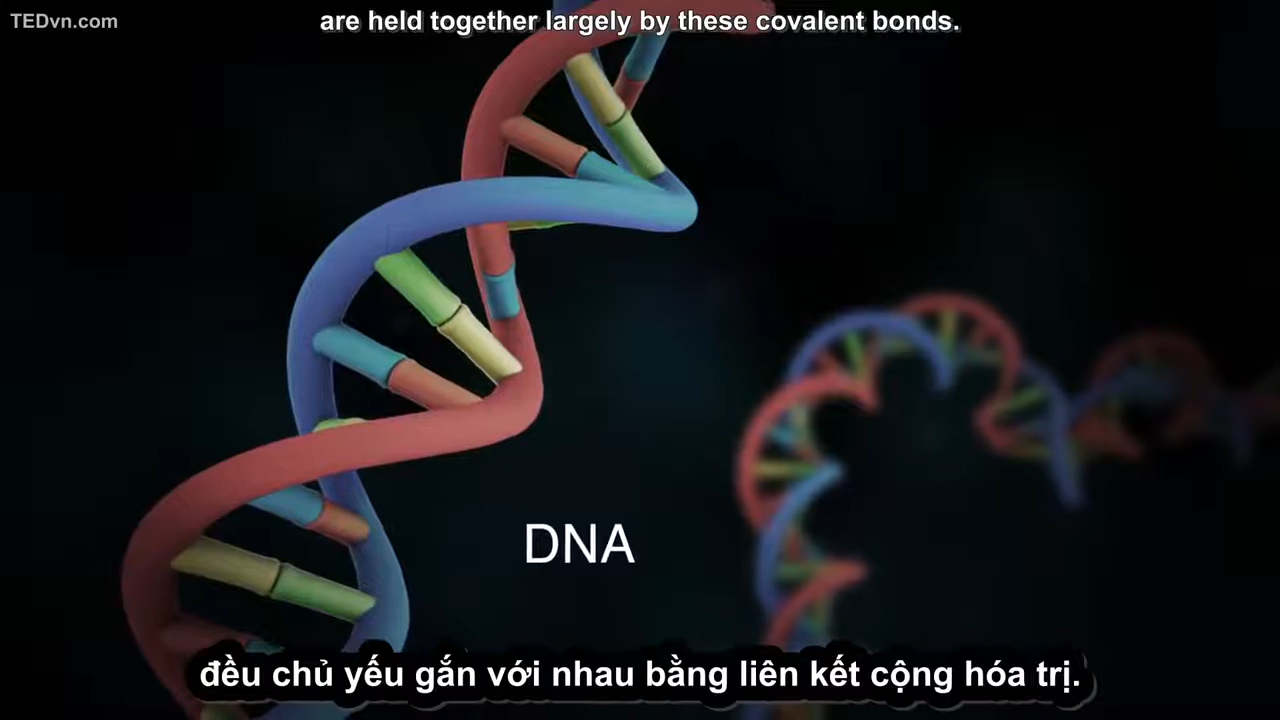 TEDvn.com
are held together largely by these covalent bonds.
DNA
đều chủ yếu gắn với nhau bằng liên kết cộng hóa trị.